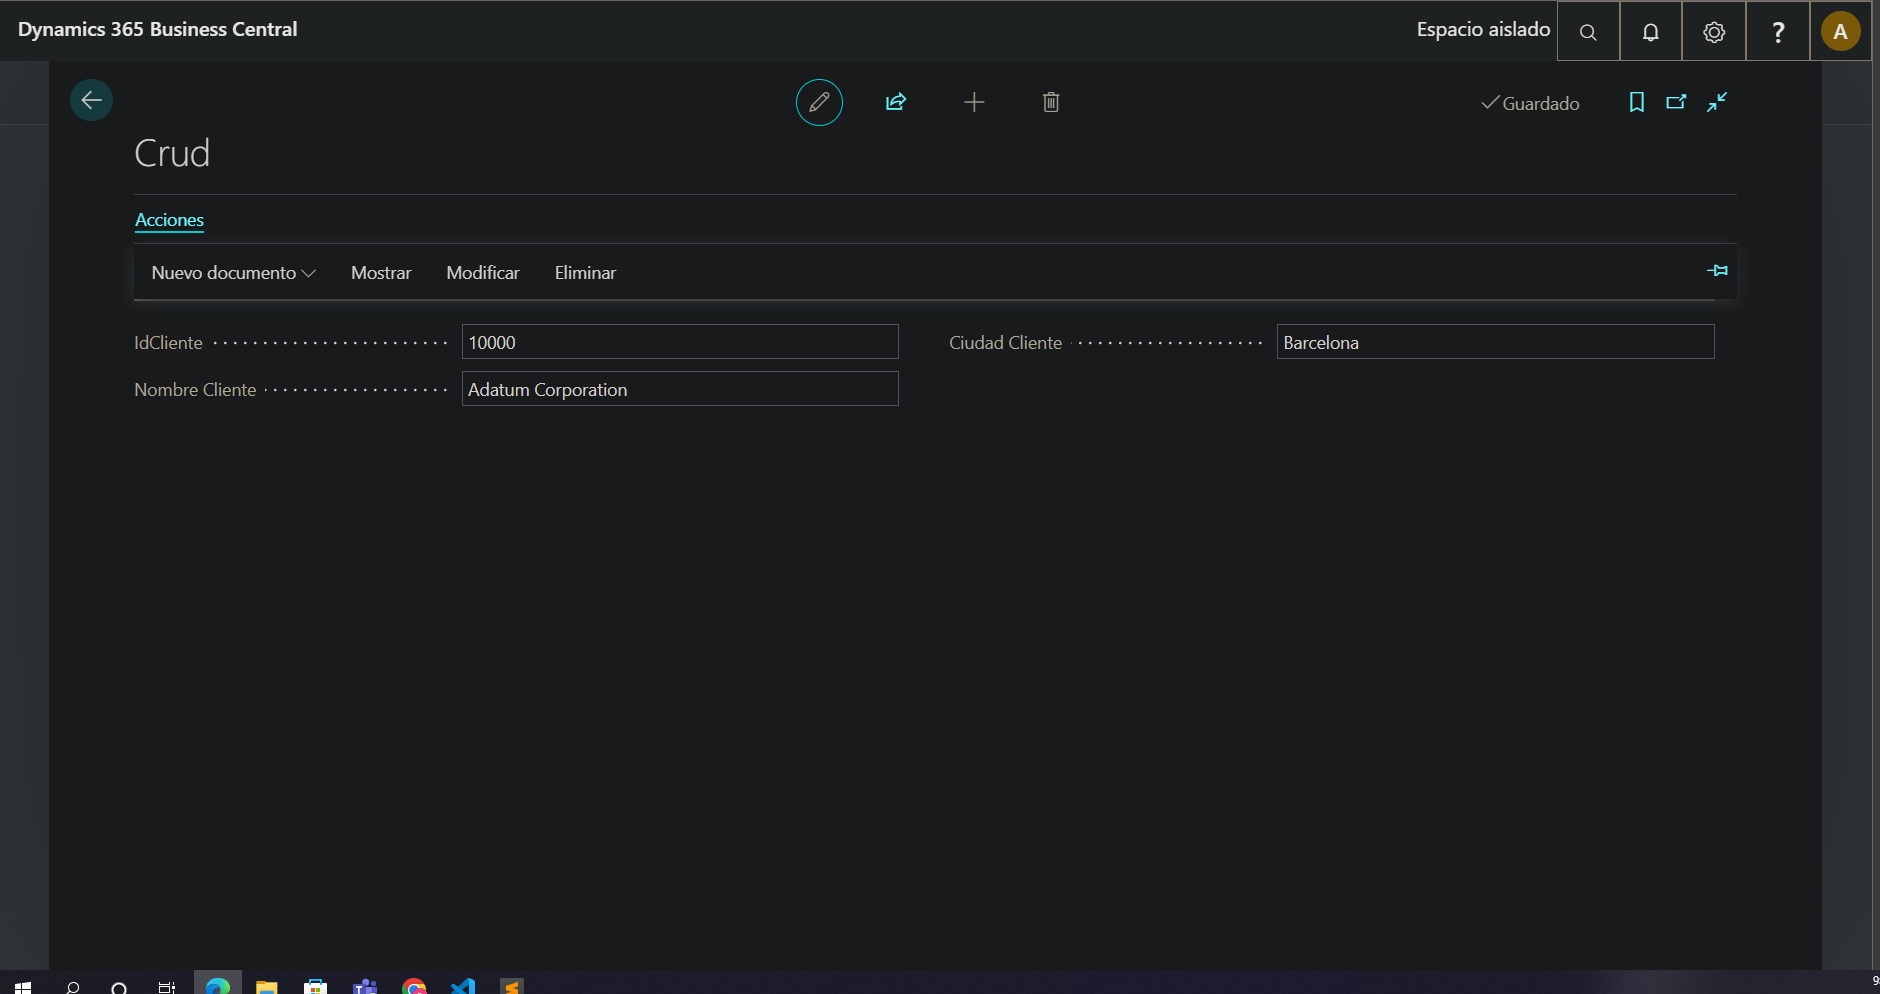 Dynamics 365 Business Central
Espacio aislado
?
A
Guardado
Crud
Acciones
Nuevo documento Mostrar Modificar Eliminar
IdCliente 10000
Ciudad Cliente Barcelona
Nombre Cliente Adatum Corporation